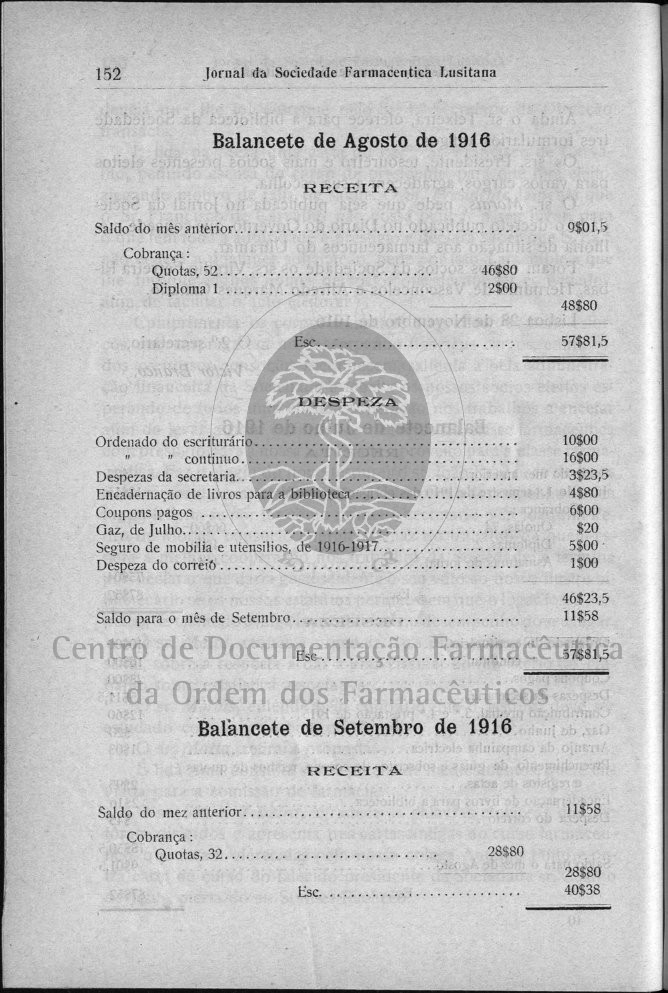 152 Jornal da Sociedade Farmaceutica Lusitana
Balancete de Agosto de 1916
RECEITA
Saldo do mês anterior 9$01,5
Cobrança :
Quotas, 52 46$80
Diploma 1 2$00
48$80
Esc. 57$81,5
DESPEZA
Ordenado do escriturário 10$00
" " continuo 16$00
Despezas da secretaria 3$23,5
Encadernação de livros para a biblioteca 4$80
Coupons pagos 6$00
Gaz, de Julho $20
Seguro de mobilia e utensilios, de 1916-1917 5$00
Despeza do correio 1$00
46$23,5
Saldo para o mês de Setembro 11$58
Centro de Documentação Farmacêutica
Esc 57$81,5
da Ordem dos Farmacêuticos
Balancete de Setembro de 1916
RECEITA
Saldo do mez anterior 11$58
Cobrança :
Quotas, 32 28$80
28$80
Esc. 40$38